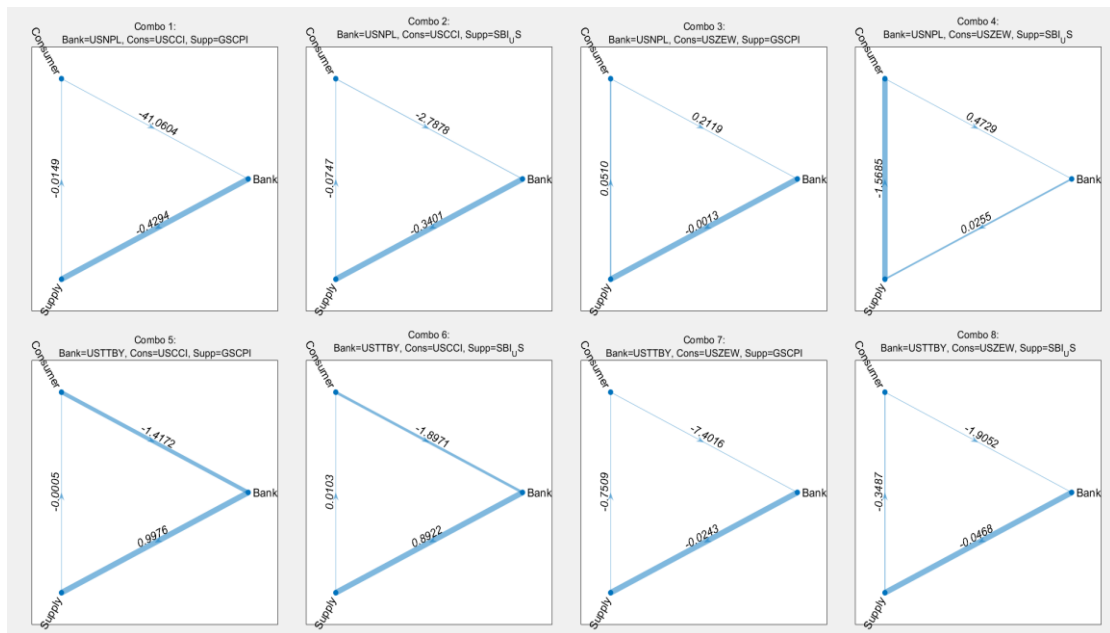 Combo 1:
Bank=USNPL, Cons=USCCI, Supp=GSCPI
Consumer
-41.0604
-0.0149
Bank
-0.4294
Supply
Combo 2:
Bank=USNPL, Cons=USCCI, Supp=SBI_US
Consumer
-2.7878
-0.0747
Bank
-0.3401
Supply
Combo 3:
Bank=USNPL, Cons=USZEW, Supp=GSCPI
Consumer
0.2119
0.0510
Bank
-0.0013
Supply
Combo 4:
Bank=USNPL, Cons=USZEW, Supp=SBI_US
Consumer
0.4729
-1.5685
Bank
0.0255
Supply
Combo 5:
Bank=USTTBY, Cons=USCCI, Supp=GSCPI
Consumer
-1.4172
-0.0005
Bank
0.9976
Supply
Combo 6:
Bank=USTTBY, Cons=USCCI, Supp=SBI_US
Consumer
-1.8971
0.0103
Bank
0.8922
Supply
Combo 7:
Bank=USTTBY, Cons=USZEW, Supp=GSCPI
Consumer
-7.4016
-0.7509
Bank
-0.0243
Supply
Combo 8:
Bank=USTTBY, Cons=USZEW, Supp=SBI_US
Consumer
-1.9052
-0.3487
Bank
-0.0468
Supply